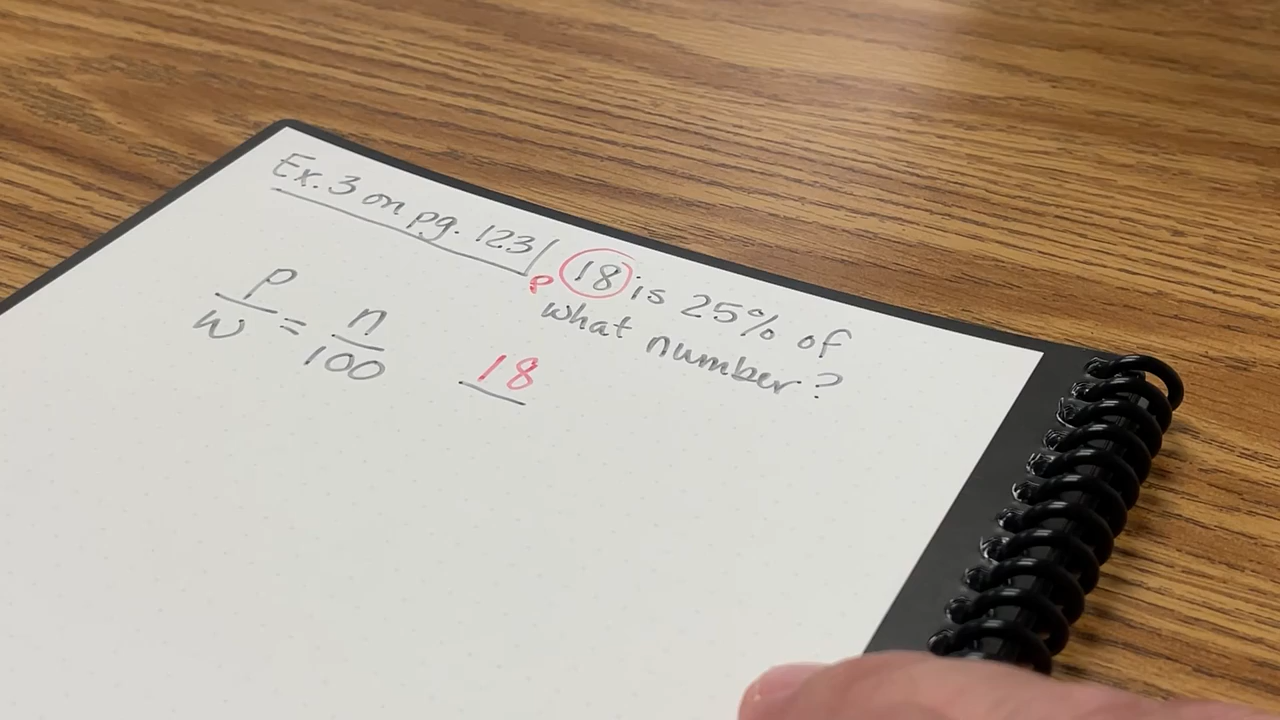 Ex. 3 on pg. 123
18 is 25% of
p
what number?
p
w = n
100
18